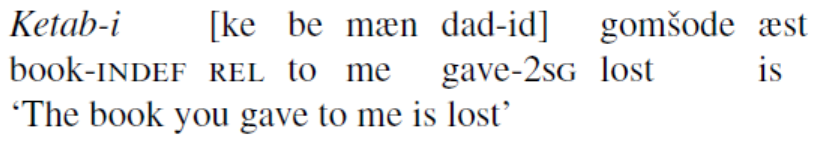 Ketab-i [ke be mæn dad-id] gomšode æst
book-INDEF REL to me gave-2SG lost is
‘The book you gave to me is lost’